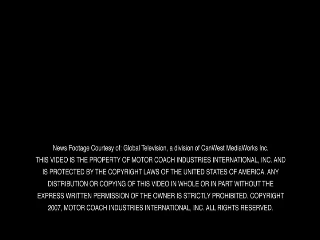 News Footage Courtesy of: Global Television, a division of CanWest MediaWorks Inc.
THIS VIDEO IS THE PROPERTY OF MOTOR COACH INDUSTRIES INTERNATIONAL, INC. AND
IS PROTECTED BY THE COPYRIGHT LAWS OF THE UNITED STATES OF AMERICA. ANY
DISTRIBUTION OR COPYING OF THIS VIDEO IN WHOLE OR IN PART WITHOUT THE
EXPRESS WRITTEN PERMISSION OF THE OWNER IS STRICTLY PROHIBITED. COPYRIGHT
2007, MOTOR COACH INDUSTRIES INTERNATIONAL, INC. ALL RIGHTS RESERVED.